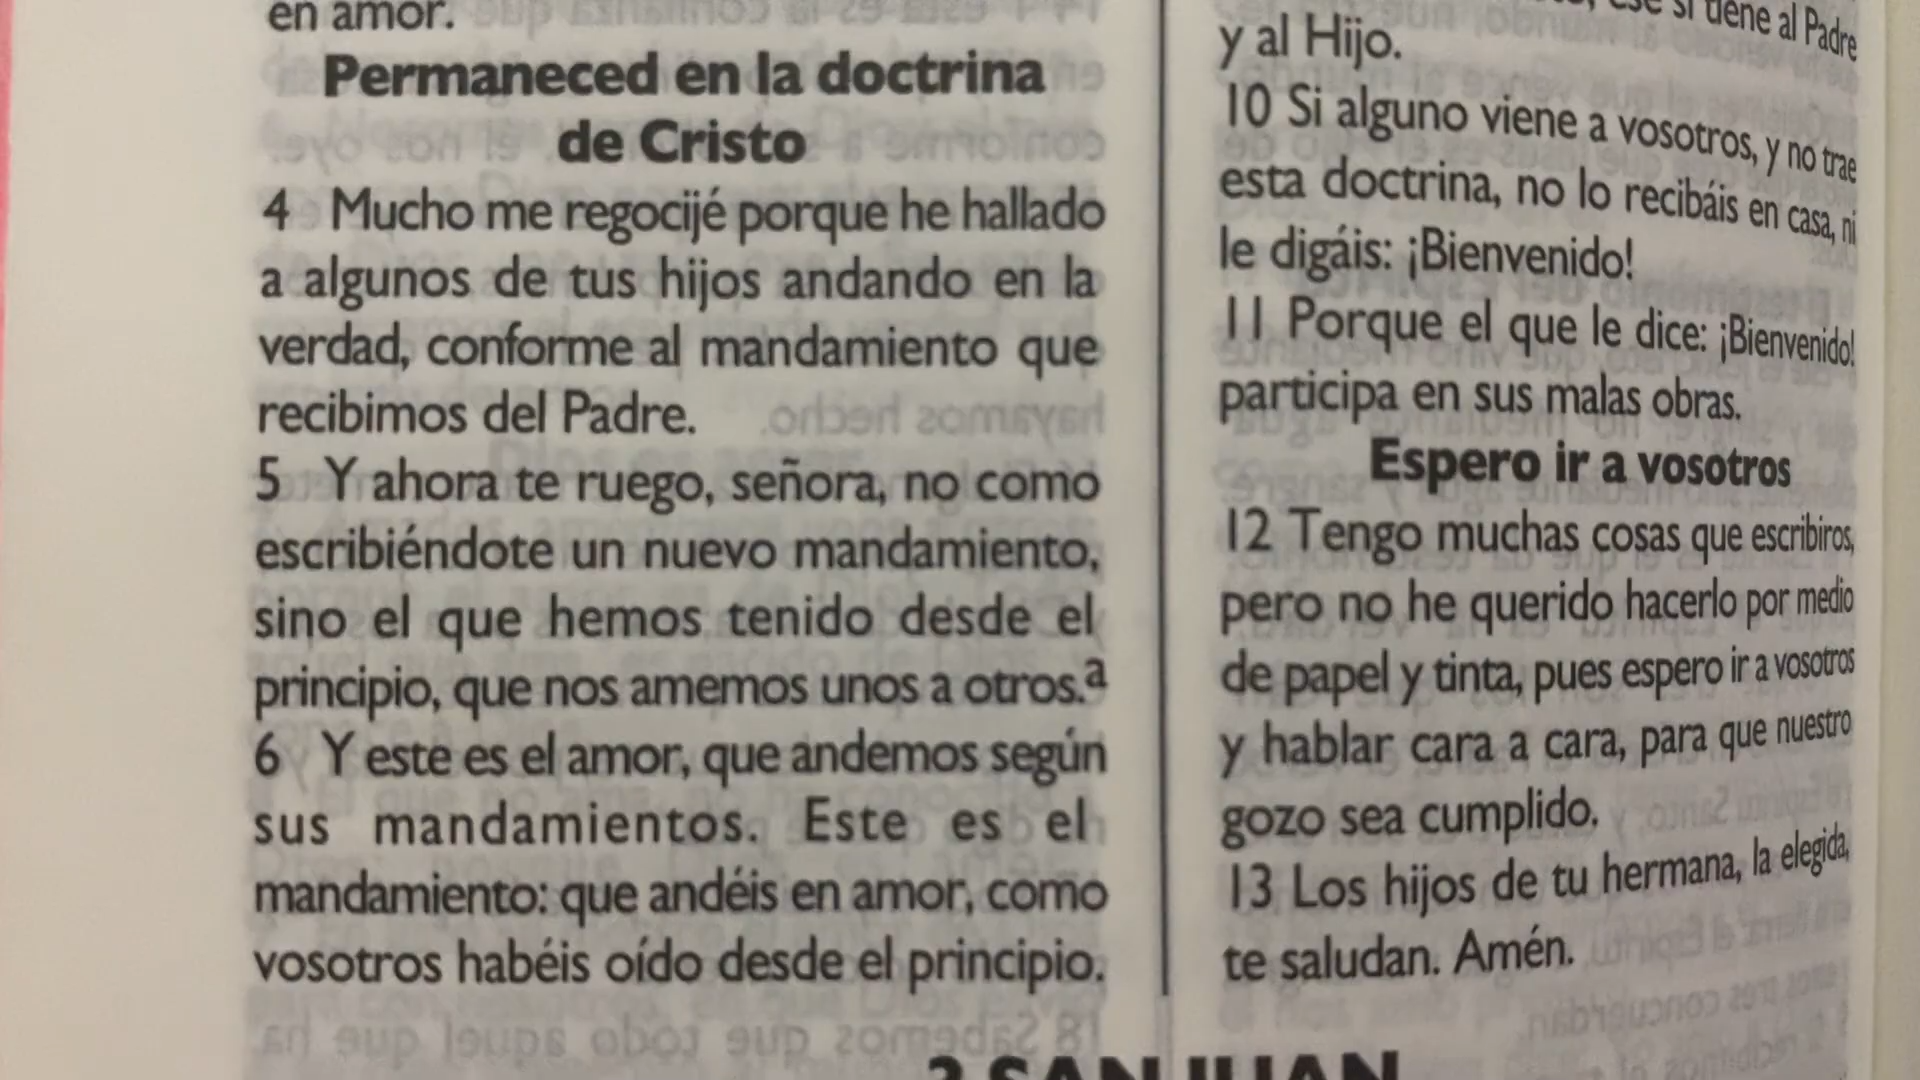 en amor.
Permaneced en la doctrina
de Cristo
4 Mucho me regocijé porque he hallado
a algunos de tus hijos andando en la
verdad, conforme al mandamiento que
recibimos del Padre.
5 Y ahora te ruego, señora, no como
escribiéndote un nuevo mandamiento,
sino el que hemos tenido desde el
principio, que nos amemos unos a otros.a
6 Y este es el amor, que andemos según
sus mandamientos. Este es el
mandamiento: que andéis en amor, como
vosotros habéis oído desde el principio.
ese sí tiene al Padre
y al Hijo.
10 Si alguno viene a vosotros, y no trae
esta doctrina, no lo recibáis en casa, ni
le digáis: ¡Bienvenido!
11 Porque el que le dice: ¡Bienvenido!
participa en sus malas obras.
Espero ir a vosotros
12 Tengo muchas cosas que escribiros,
pero no he querido hacerlo por medio
de papel y tinta, pues espero ir a vosotros
y hablar cara a cara, para que nuestro
gozo sea cumplido.
13 Los hijos de tu hermana, la elegida,
te saludan. Amén.
SAN JUAN